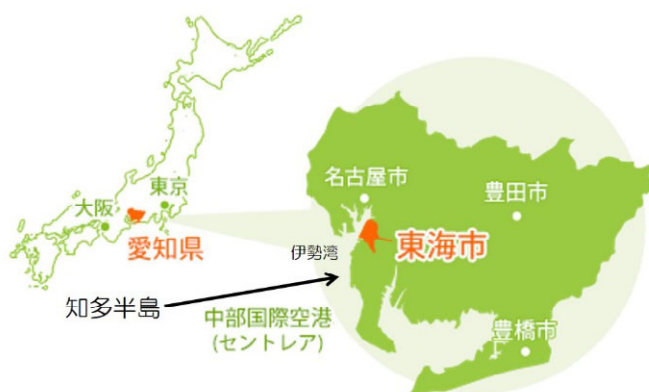 名古屋市
豊田市
東京
大阪
愛知県
東海市
伊勢湾
知多半島
中部国際空港
(セントレア)
豊橋市